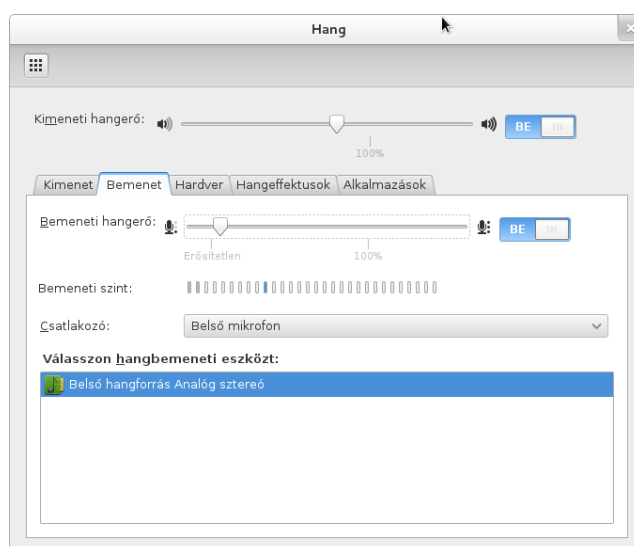 Hang
Kimeneti hangerő:
BE
100%
Kimenet Bemenet Hardver Hangeffektusok Alkalmazások
Bemeneti hangerő:
BE
Erősítetlen 100%
Bemeneti szint:
Csatlakozó: Belső mikrofon
Válasszon hangbemeneti eszközt:
Belső hangforrás Analóg sztereó